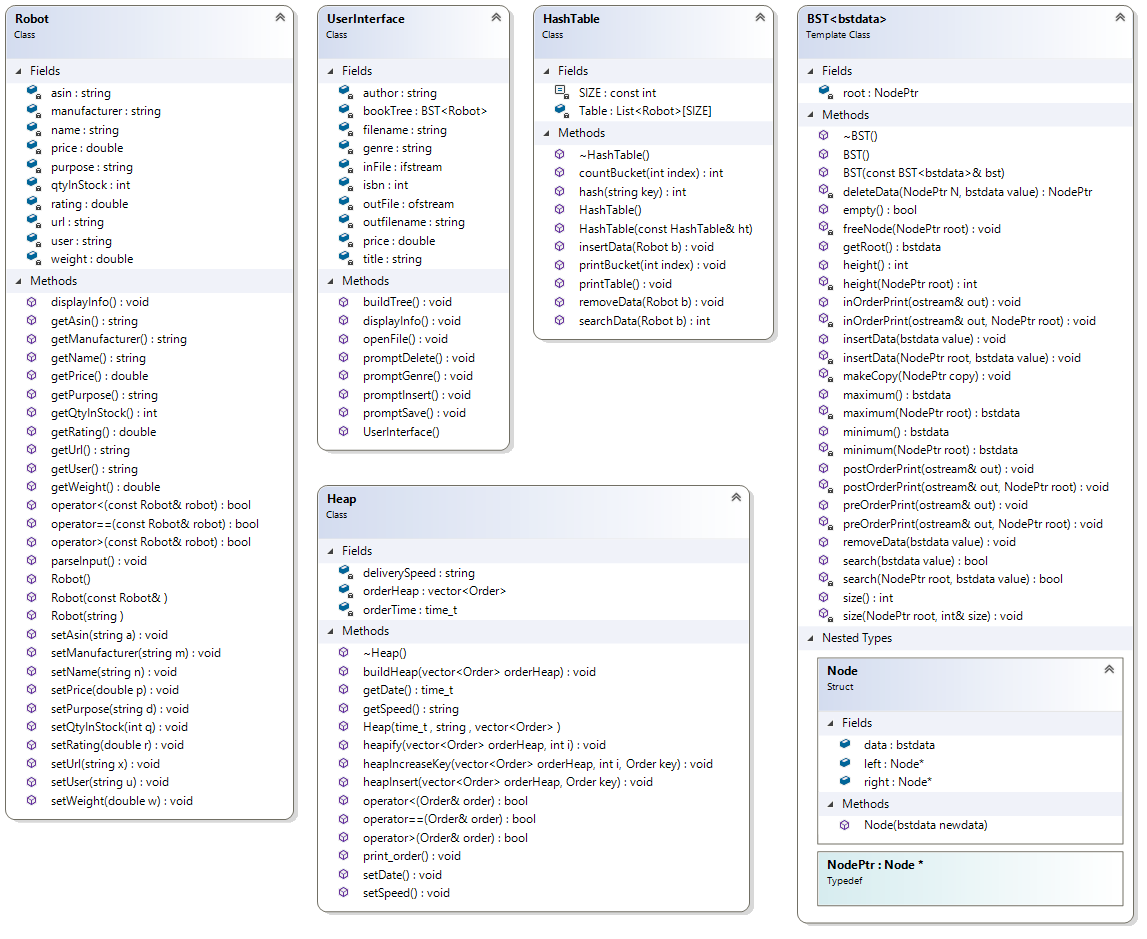 Robot
Class
Fields
asin : string
manufacturer : string
name : string
price : double
purpose : string
qtyInStock : int
rating : double
url : string
user : string
weight : double
Methods
displayInfo() : void
getAsin() : string
getManufacturer() : string
getName() : string
getPrice() : double
getPurpose() : string
getQtyInStock() : int
getRating() : double
getUrl() : string
getUser() : string
getWeight() : double
operator<(const Robot& robot) : bool
operator==(const Robot& robot) : bool
operator>(const Robot& robot) : bool
parseInput() : void
Robot()
Robot(const Robot& )
Robot(string )
setAsin(string a) : void
setManufacturer(string m) : void
setName(string n) : void
setPrice(double p) : void
setPurpose(string d) : void
setQtyInStock(int q) : void
setRating(double r) : void
setUrl(string x) : void
setUser(string u) : void
setWeight(double w) : void
UserInterface
Class
Fields
author : string
bookTree : BST<Robot>
filename : string
genre : string
inFile : ifstream
isbn : int
outFile : ofstream
outfilename : string
price : double
title : string
Methods
buildTree() : void
displayInfo() : void
openFile() : void
promptDelete() : void
promptGenre() : void
promptInsert() : void
promptSave() : void
UserInterface()
HashTable
Class
Fields
SIZE : const int
Table : List<Robot>[SIZE]
Methods
~HashTable()
countBucket(int index) : int
hash(string key) : int
HashTable()
HashTable(const HashTable& ht)
insertData(Robot b) : void
printBucket(int index) : void
printTable() : void
removeData(Robot b) : void
searchData(Robot b) : int
Heap
Class
Fields
deliverySpeed : string
orderHeap : vector<Order>
orderTime : time_t
Methods
~Heap()
buildHeap(vector<Order> orderHeap) : void
getDate() : time_t
getSpeed() : string
Heap(time_t , string , vector<Order> )
heapify(vector<Order> orderHeap, int i) : void
heapIncreaseKey(vector<Order> orderHeap, int i, Order key) : void
heapInsert(vector<Order> orderHeap, Order key) : void
operator<(Order& order) : bool
operator==(Order& order) : bool
operator>(Order& order) : bool
print_order() : void
setDate() : void
setSpeed() : void
BST<bstdata>
Template Class
Fields
root : NodePtr
Methods
~BST()
BST()
BST(const BST<bstdata>& bst)
deleteData(NodePtr N, bstdata value) : NodePtr
empty() : bool
freeNode(NodePtr root) : void
getRoot() : bstdata
height() : int
height(NodePtr root) : int
inOrderPrint(ostream& out) : void
inOrderPrint(ostream& out, NodePtr root) : void
insertData(bstdata value) : void
insertData(NodePtr root, bstdata value) : void
makeCopy(NodePtr copy) : void
maximum() : bstdata
maximum(NodePtr root) : bstdata
minimum() : bstdata
minimum(NodePtr root) : bstdata
postOrderPrint(ostream& out) : void
postOrderPrint(ostream& out, NodePtr root) : void
preOrderPrint(ostream& out) : void
preOrderPrint(ostream& out, NodePtr root) : void
removeData(bstdata value) : void
search(bstdata value) : bool
search(NodePtr root, bstdata value) : bool
size() : int
size(NodePtr root, int& size) : void
Nested Types
Node
Struct
Fields
data : bstdata
left : Node*
right : Node*
Methods
Node(bstdata newdata)
NodePtr : Node *
Typedef